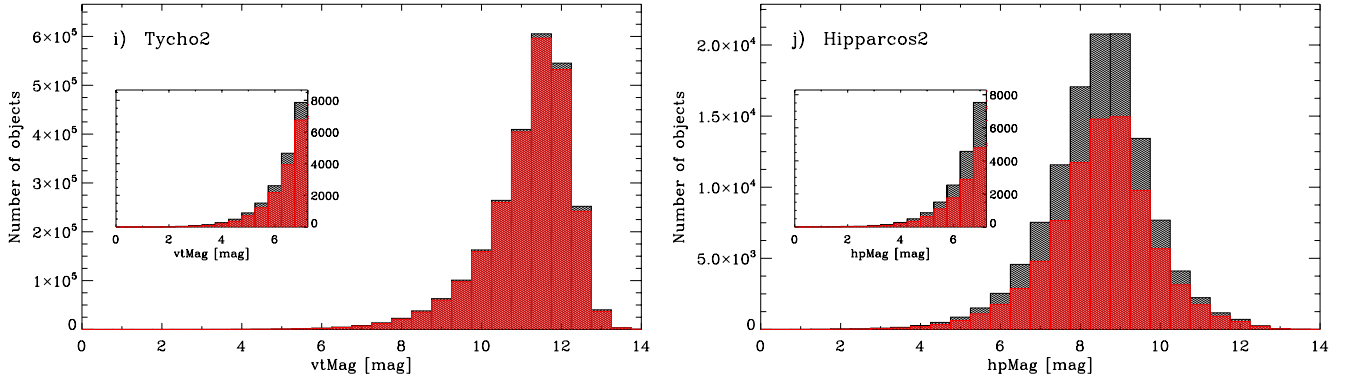 i) Tycho2
Number of objects
6×10⁵
5×10⁵
4×10⁵
3×10⁵
2×10⁵
1×10⁵
0
0 2 4 6 8 10 12 14
vtMag [mag]
8000
6000
4000
2000
0
0 2 4 6
vtMag [mag]
j) Hipparcos2
Number of objects
2.0×10⁴
1.5×10⁴
2.0×10⁴
5.0×10³
0
0 2 4 6 8 10 12 14
hpMag [mag]
8000
6000
4000
2000
0
0 2 4 6
hpMag [mag]